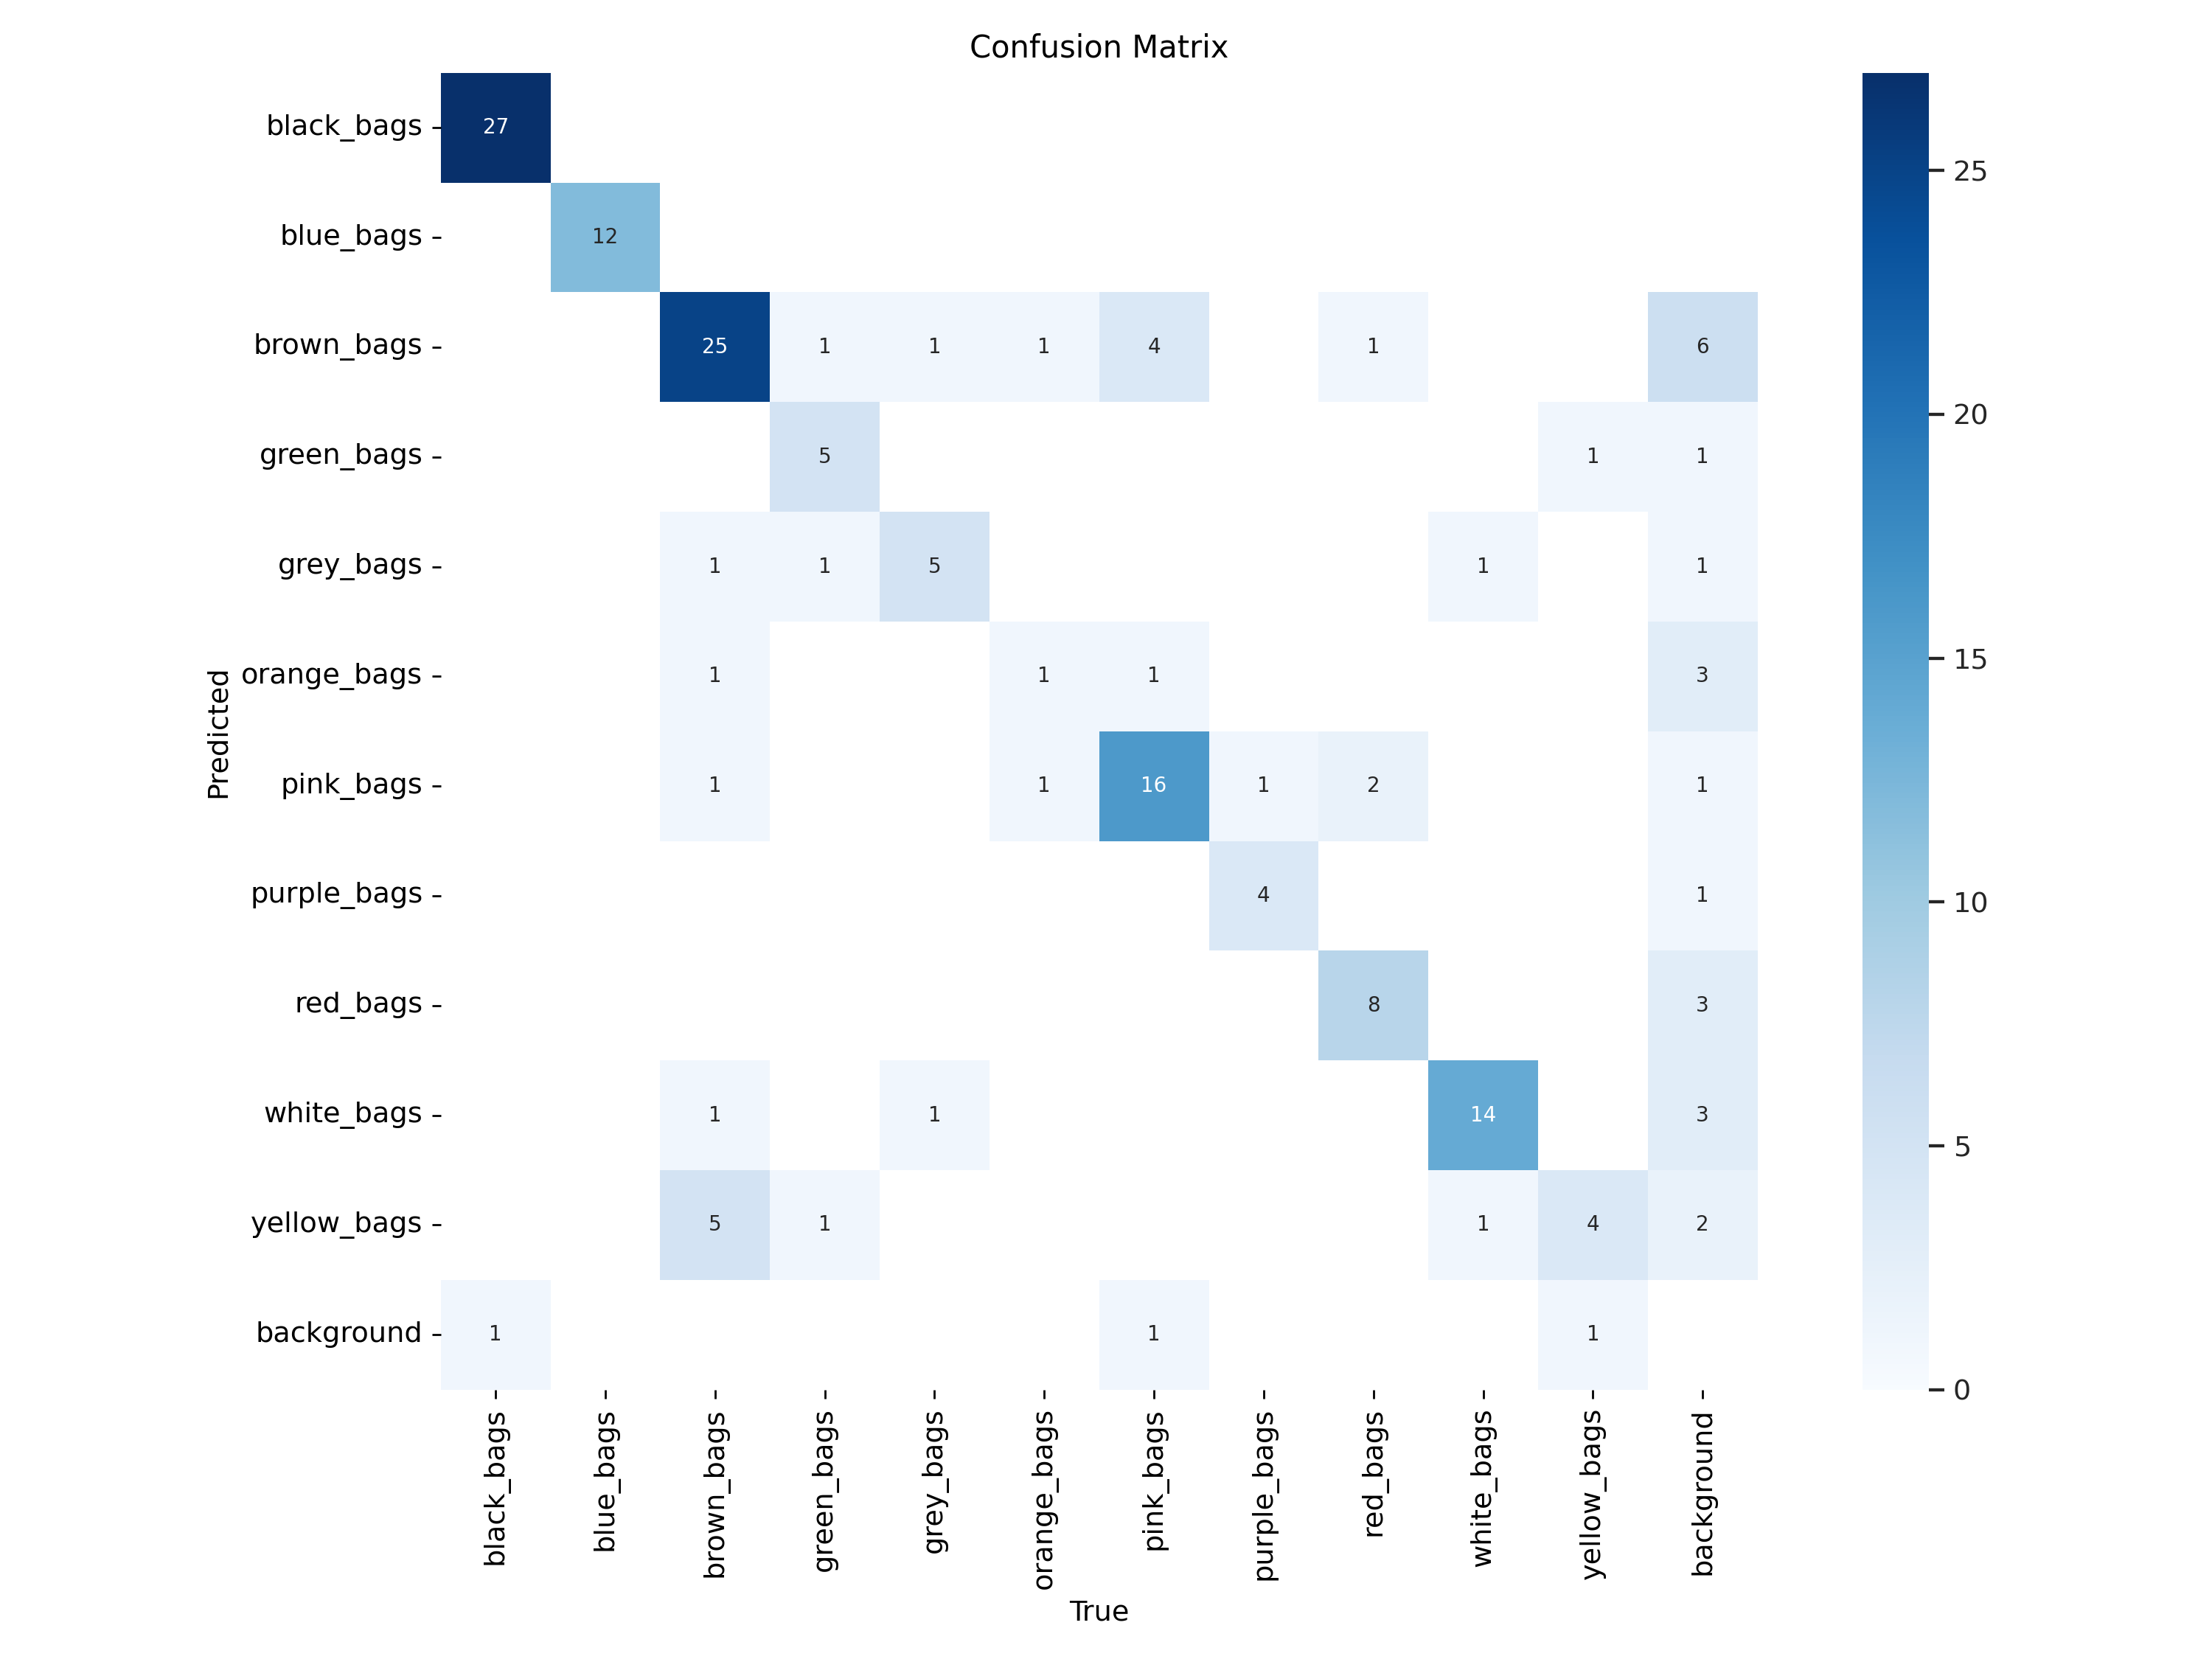 Confusion Matrix
black_bags 27
blue_bags 12
brown_bags 25 1 1 1 4 1 6
green_bags 5 1 1
grey_bags 1 1 5 1 1
orange_bags 1 1 1 3
pink_bags 1 1 16 1 2 1
purple_bags 4 1
red_bags 8 3
white_bags 1 1 14 3
yellow_bags 5 1 1 4 2
background 1 1 1
Predicted
black_bags
blue_bags
brown_bags
green_bags
grey_bags
orange_bags
pink_bags
purple_bags
red_bags
white_bags
yellow_bags
background
True
25
20
15
10
5
0